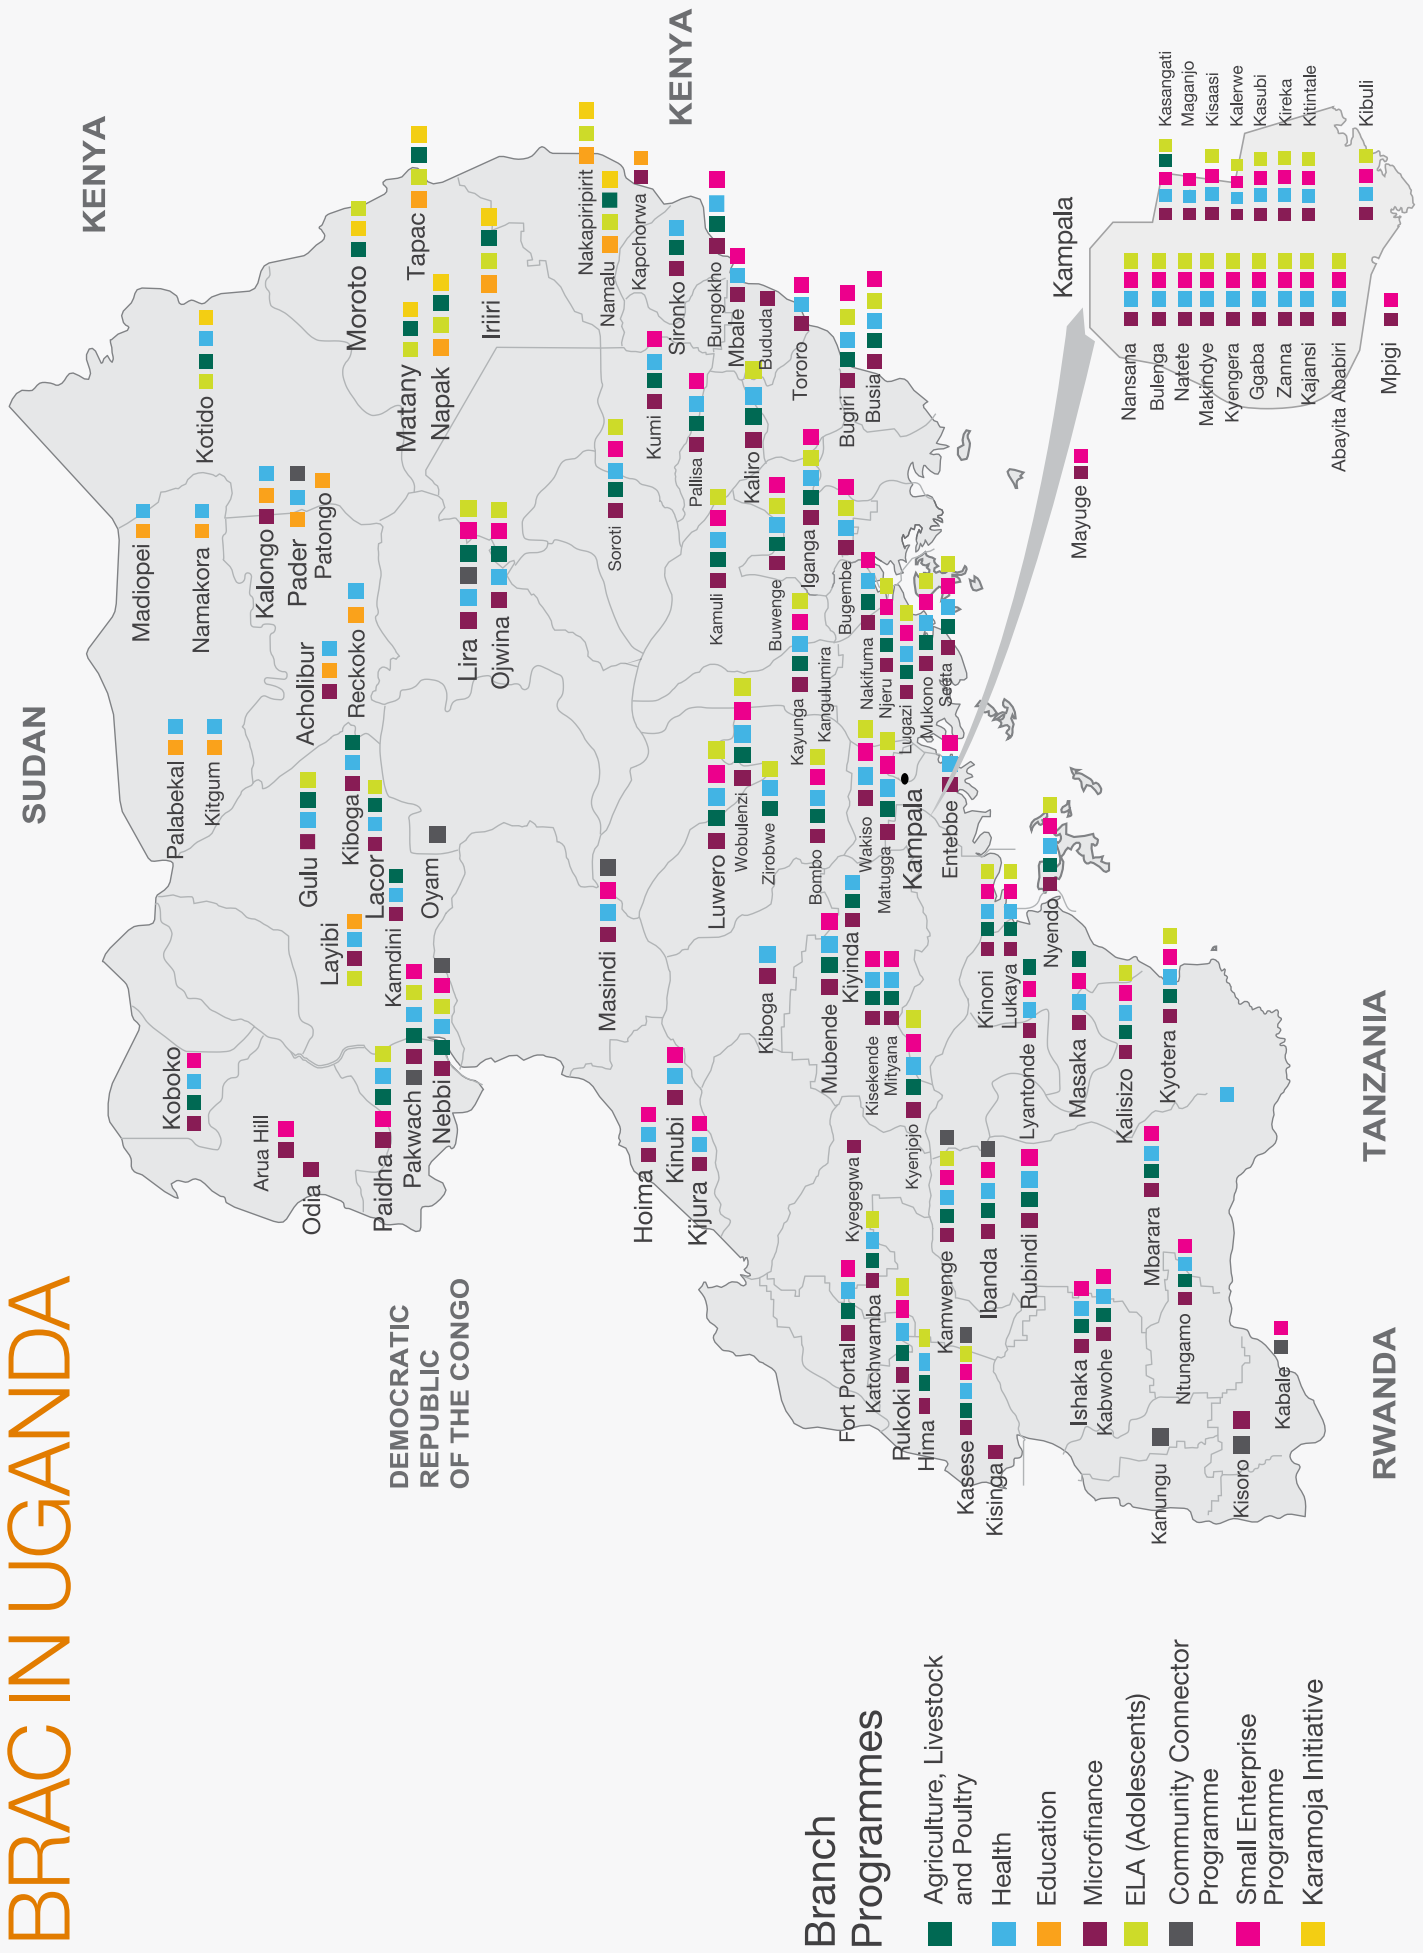 BRAC IN UGANDA
SUDAN
KENYA
KENYA
DEMOCRATIC
REPUBLIC
OF THE CONGO
RWANDA
TANZANIA
Koboko
Arua Hill
Odia
Paidha
Pakwach
Nebbi
Madiopei
Namakora
Palabekal
Kitgum
Kalongo
Pader
Patongo
Acholibur
Reckoko
Gulu
Kiboga
Lacor
Layibi
Kamdini
Oyam
Kotido
Moroto
Tapac
Matany
Napak
Iriiri
Lira
Ojwina
Nakapiripirit
Namalu
Kapchorwa
Sironko
Bungokho
Mbale
Bududa
Tororo
Kumi
Soroti
Pallisa
Kaliro
Kamuli
Bugiri
Busia
Buwenge
Iganga
Bugembe
Masindi
Hoima
Kinubi
Kijura
Luwero
Wobulenzi
Zirobwe
Kayunga
Kangulumira
Bombo
Nakifuma
Njeru
Lugazi
Mukono
Seeta
Wakiso
Matugga
Kampala
Entebbe
Kiboga
Mubende
Kiyinda
Kisekende
Mityana
Kyenjojo
Kyegegwa
Fort Portal
Katchwamba
Rukoki
Hima
Kamwenge
Kasese
Kisinga
Ibanda
Rubindi
Kinoni
Lukaya
Nyendo
Lyantonde
Masaka
Kalisizo
Kyotera
Mbarara
Ishaka
Kabwohe
Ntungamo
Kanungu
Kisoro
Kabale
Mayuge
Kampala
Nansana
Bulenga
Natete
Makindye
Kyengera
Ggaba
Zanna
Kajansi
Abayita Ababiri
Mpigi
Kasangati
Maganjo
Kisaasi
Kalerwe
Kasubi
Kireka
Kitintale
Kibuli
Branch
Programmes
Agriculture, Livestock
and Poultry
Health
Education
Microfinance
ELA (Adolescents)
Community Connector
Programme
Small Enterprise
Programme
Karamoja Initiative